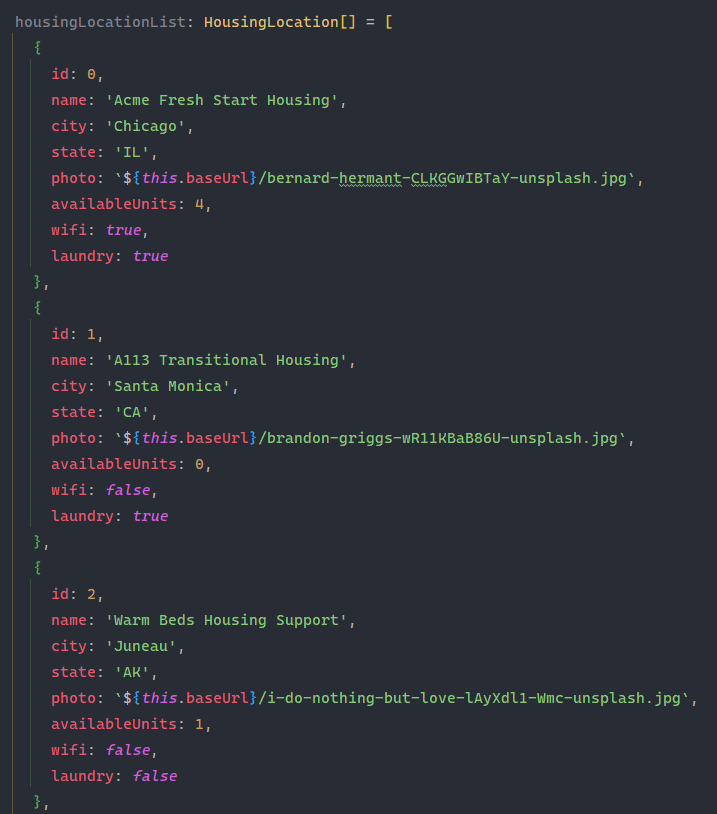 housingLocationList: HousingLocation[] = [
  {
    id: 0,
    name: 'Acme Fresh Start Housing',
    city: 'Chicago',
    state: 'IL',
    photo: `${this.baseUrl}/bernard-hermant-CLKGGwIBTaY-unsplash.jpg`,
    availableUnits: 4,
    wifi: true,
    laundry: true
  },
  {
    id: 1,
    name: 'A113 Transitional Housing',
    city: 'Santa Monica',
    state: 'CA',
    photo: `${this.baseUrl}/brandon-griggs-wR11KBaB86U-unsplash.jpg`,
    availableUnits: 0,
    wifi: false,
    laundry: true
  },
  {
    id: 2,
    name: 'Warm Beds Housing Support',
    city: 'Juneau',
    state: 'AK',
    photo: `${this.baseUrl}/i-do-nothing-but-love-lAyXdl1-Wmc-unsplash.jpg`,
    availableUnits: 1,
    wifi: false,
    laundry: false
  },